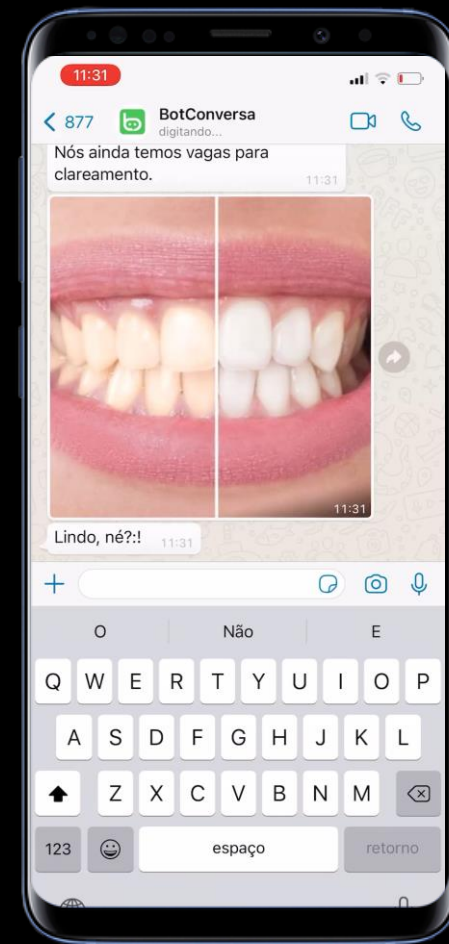 11:31
877
BotConversa
digitando...
Nós ainda temos vagas para
clareamento.
11:31
11:31
Lindo, né?:!
11:31
O Não E
Q W E R T Y U I O P
A S D F G H J K L
Z X C V B N M
123 espaço retorno